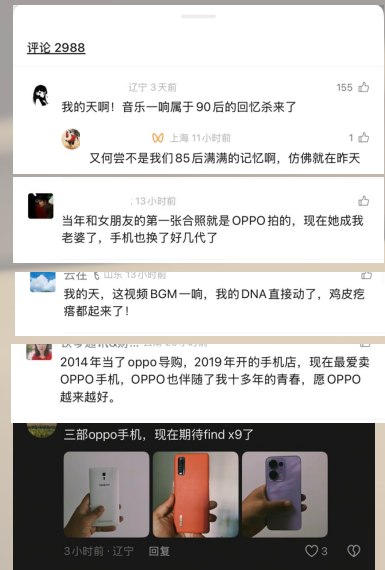 评论 2988
辽宁 3天前
155
我的天啊！音乐一响属于90后的回忆杀来了
上海 11小时前
1
又何尝不是我们85后满满的记忆啊，仿佛就在昨天
13小时前
当年和女朋友的第一张合照就是OPPO拍的，现在她成我
老婆了，手机也换了好几代了
云在
山东 13小时前
我的天，这视频BGM一响，我的DNA直接动了，鸡皮疙
瘩都起来了！
2014年当了oppo导购，2019年开的手机店，现在最爱卖
OPPO手机，OPPO也伴随了我十多年的青春，愿OPPO
越来越好。
三部oppo手机，现在期待find x9了
3小时前·辽宁 回复
3